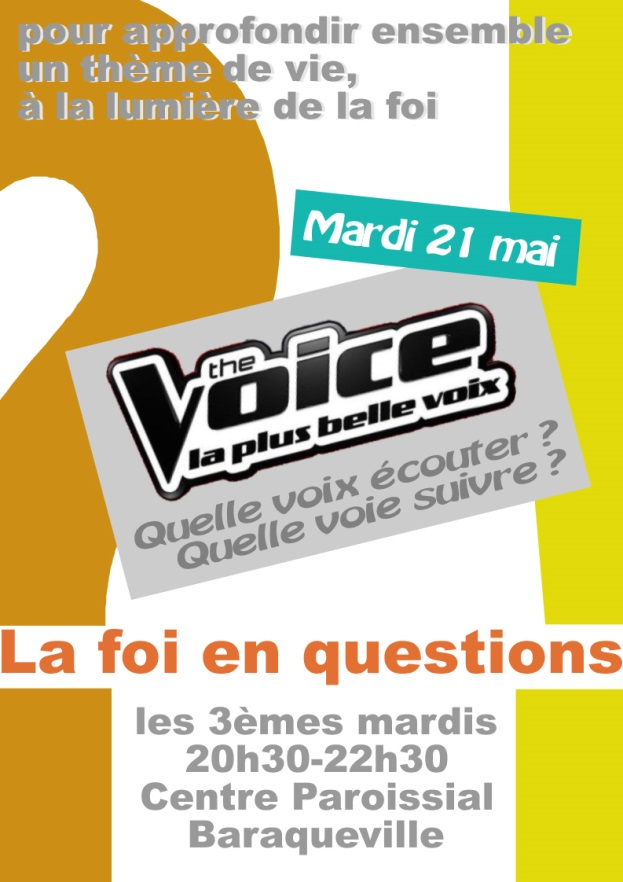 pour approfondir ensemble
un thème de vie,
à la lumière de la foi
Mardi 21 mai
the
Voice
la plus belle voix
Quelle voix écouter ?
Quelle voie suivre ?
La foi en questions
les 3èmes mardis
20h30-22h30
Centre Paroissial
Baraqueville